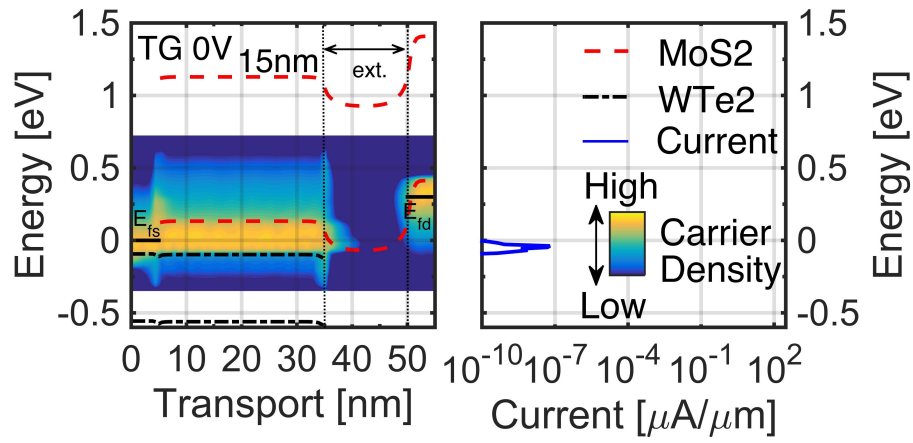 1.5
1
0.5
0
-0.5
Energy [eV]
TG 0V
15nm
ext.
E_fs
E_fd
0 10 20 30 40 50
Transport [nm]
MoS2
WTe2
Current
High
Low
Carrier
Density
10^-10 10^-7 10^-4 10^-1 10^2
Current [μA/μm]
1.5
1
0.5
0
-0.5
Energy [eV]